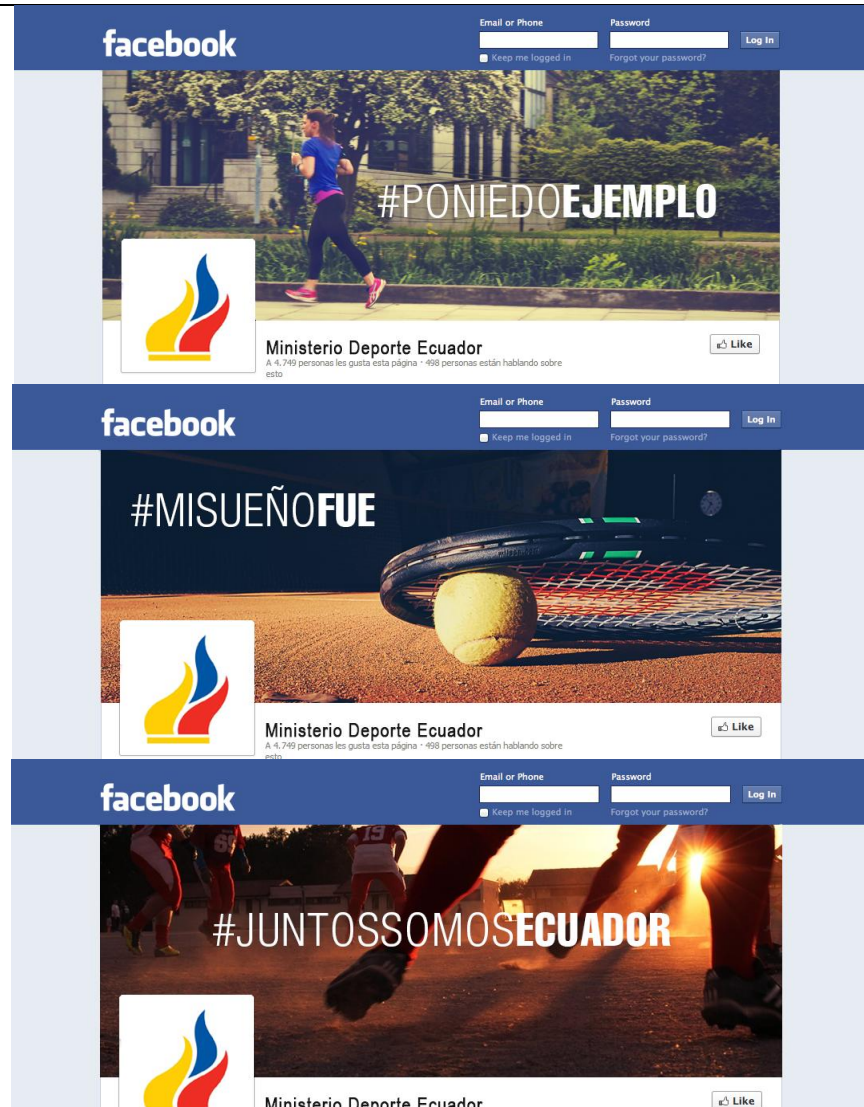 Email or Phone Password
facebook Log In
Keep me logged in Forgot your password?
#PONIEDOEJEMPLO
Ministerio Deporte Ecuador Like
A 4.749 personas les gusta esta página · 498 personas están hablando sobre
esto
Email or Phone Password
facebook Log In
Keep me logged in Forgot your password?
#MISUEÑOFUE
Ministerio Deporte Ecuador Like
A 4.749 personas les gusta esta página · 498 personas están hablando sobre
esto
Email or Phone Password
facebook Log In
Keep me logged in Forgot your password?
19
#JUNTOSSOMOSECUADOR
Ministerio Deporte Ecuador Like